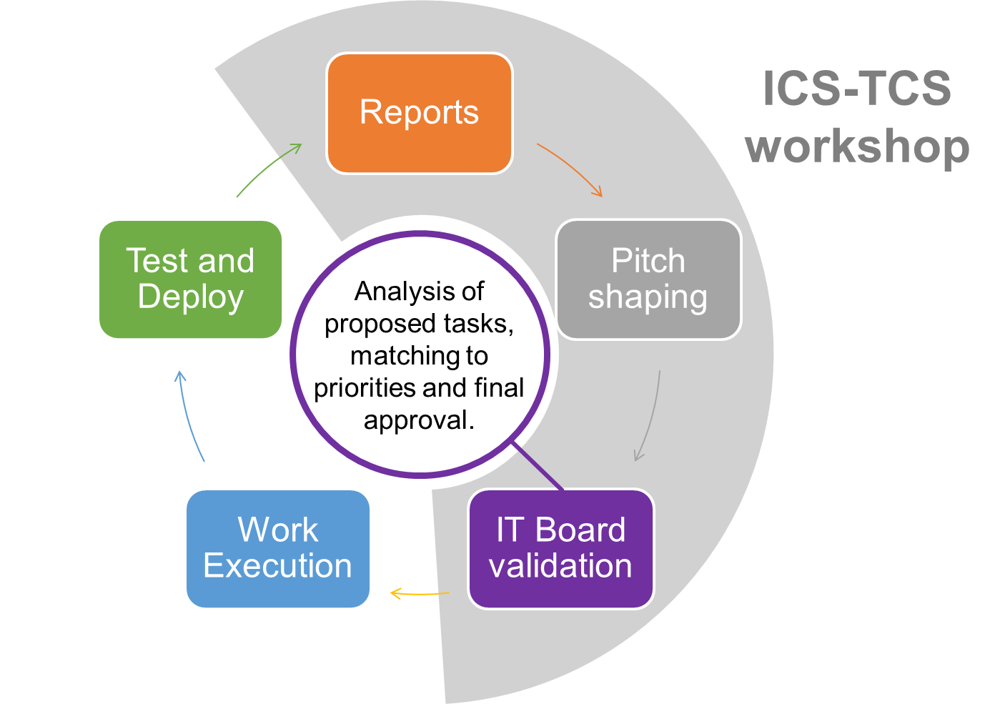 ICS-TCS
workshop
Reports
Pitch
shaping
IT Board
validation
Work
Execution
Test and
Deploy
Analysis of
proposed tasks,
matching to
priorities and final
approval.